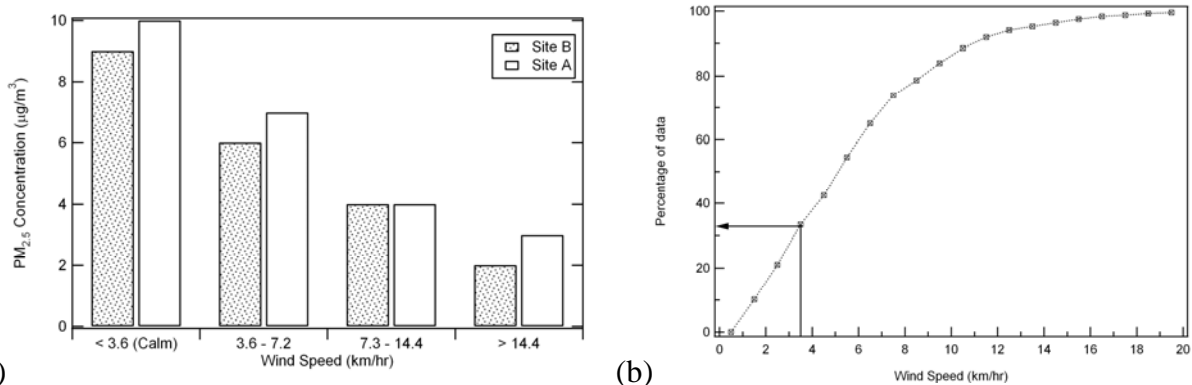 10
8
6
4
2
0
PM2.5 Concentration (μg/m3)
Site B
Site A
< 3.6 (Calm)
3.6 - 7.2
7.3 - 14.4
> 14.4
Wind Speed (km/hr)
)
100
80
60
40
20
0
Percentage of data
0 2 4 6 8 10 12 14 16 18 20
Wind Speed (km/hr)
(b)